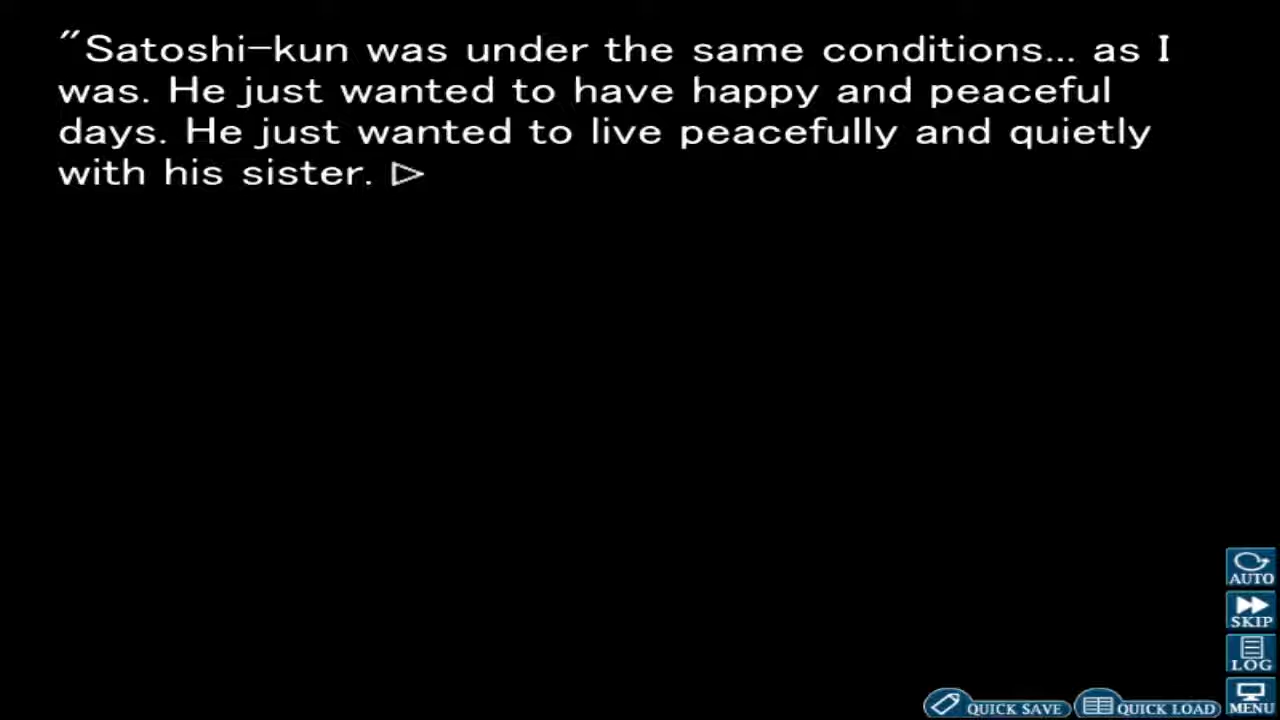 "Satoshi-kun was under the same conditions... as I
was. He just wanted to have happy and peaceful
days. He just wanted to live peacefully and quietly
with his sister. ▷
AUTO
SKIP
LOG
MENU
QUICK SAVE
QUICK LOAD